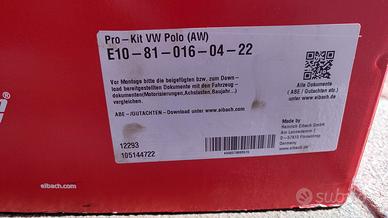 Pro-Kit VW Polo (AW)
E10-81-016-04-22
Vor Montage bitte die beigefügten bzw. zum Down-
load bereitgestellten Dokumente mit den Fahrzeug -
dokumenten(Motorisierungen,Achslasten,Baujahr...)
vergleichen.
ABE -/GUTACHTEN-Download unter www.eibach.com
Alle Dokumente
( ABE / Gutachten etc.)
unter www.eibach.com
12293
105144722
Made by
Heinrich Eibach GmbH
Am Lennedamm 1
D-57413 Finnentrop
Germany
www.eibach.com
eibach.com
subito